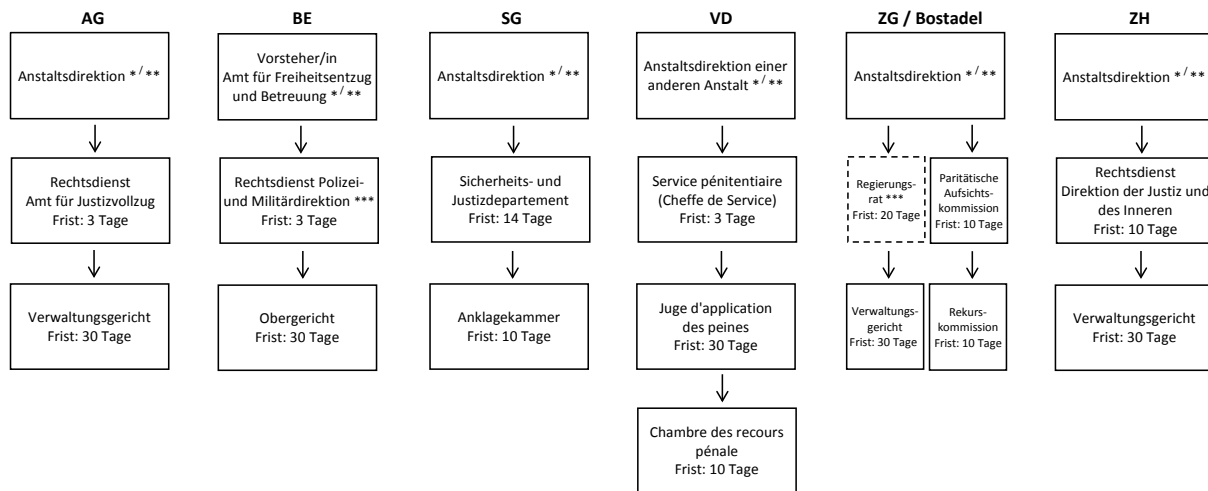 AG
Anstaltsdirektion */**
Rechtsdienst
Amt für Justizvollzug
Frist: 3 Tage
Verwaltungsgericht
Frist: 30 Tage
BE
Vorsteher/in
Amt für Freiheitsentzug
und Betreuung */**
Rechtsdienst Polizei-
und Militärdirektion ***
Frist: 3 Tage
Obergericht
Frist: 30 Tage
SG
Anstaltsdirektion */**
Sicherheits- und
Justizdepartement
Frist: 14 Tage
Anklagekammer
Frist: 10 Tage
VD
Anstaltsdirektion einer
anderen Anstalt */**
Service pénitentiaire
(Cheffe de Service)
Frist: 3 Tage
Juge d'application
des peines
Frist: 30 Tage
Chambre des recours
pénale
Frist: 10 Tage
ZG / Bostadel
Anstaltsdirektion */**
Regierungs-
rat ***
Frist: 20 Tage
Verwaltungs-
gericht
Frist: 30 Tage
Paritätische
Aufsichts-
kommission
Frist: 10 Tage
Rekurs-
kommission
Frist: 10 Tage
ZH
Anstaltsdirektion */**
Rechtsdienst
Direktion der Justiz und
des Inneren
Frist: 10 Tage
Verwaltungsgericht
Frist: 30 Tage